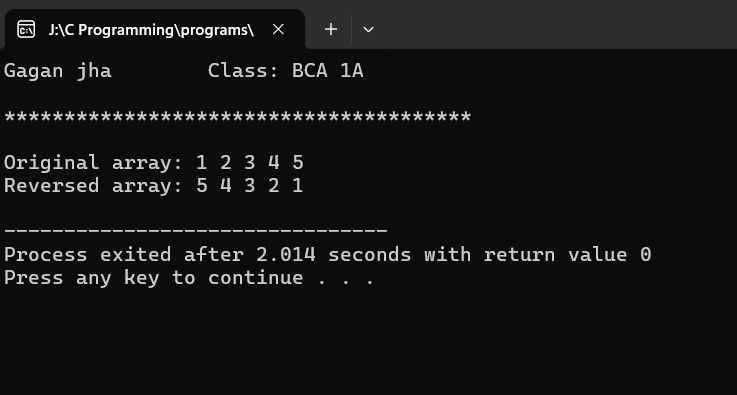 J:\C Programming\programs\
Gagan jha        Class: BCA 1A
***************************************
Original array: 1 2 3 4 5
Reversed array: 5 4 3 2 1
--------------------------------
Process exited after 2.014 seconds with return value 0
Press any key to continue . . .